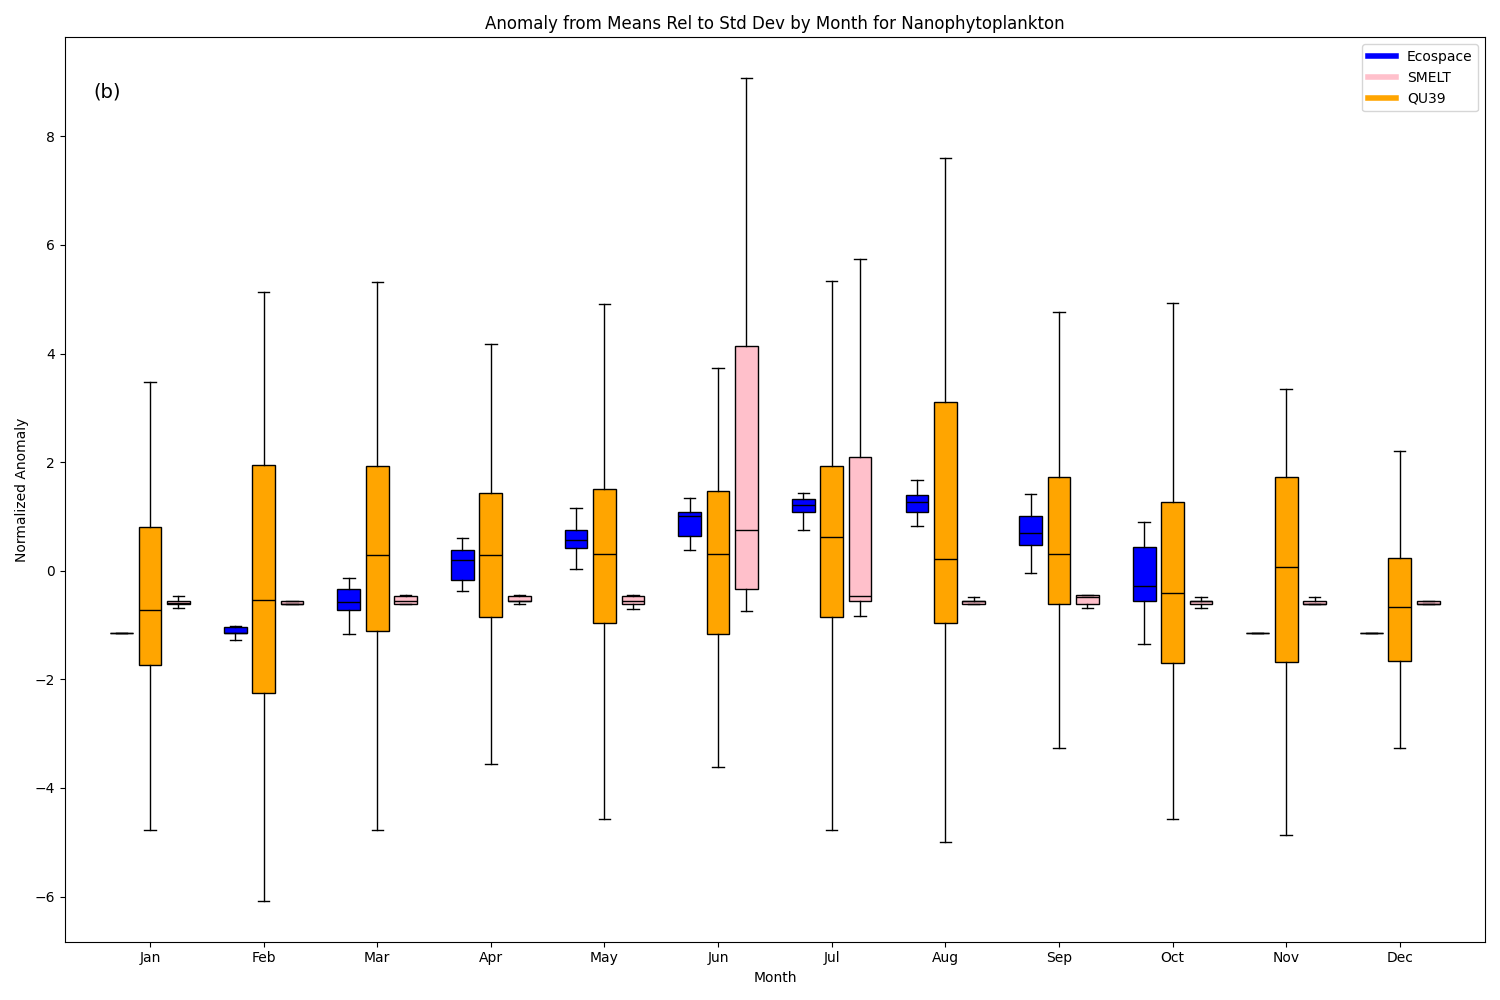 Anomaly from Means Rel to Std Dev by Month for Nanophytoplankton
(b)
Ecospace
SMELT
QU39
Normalized Anomaly
8
6
4
2
0
−2
−4
−6
Jan Feb Mar Apr May Jun Jul Aug Sep Oct Nov Dec
Month